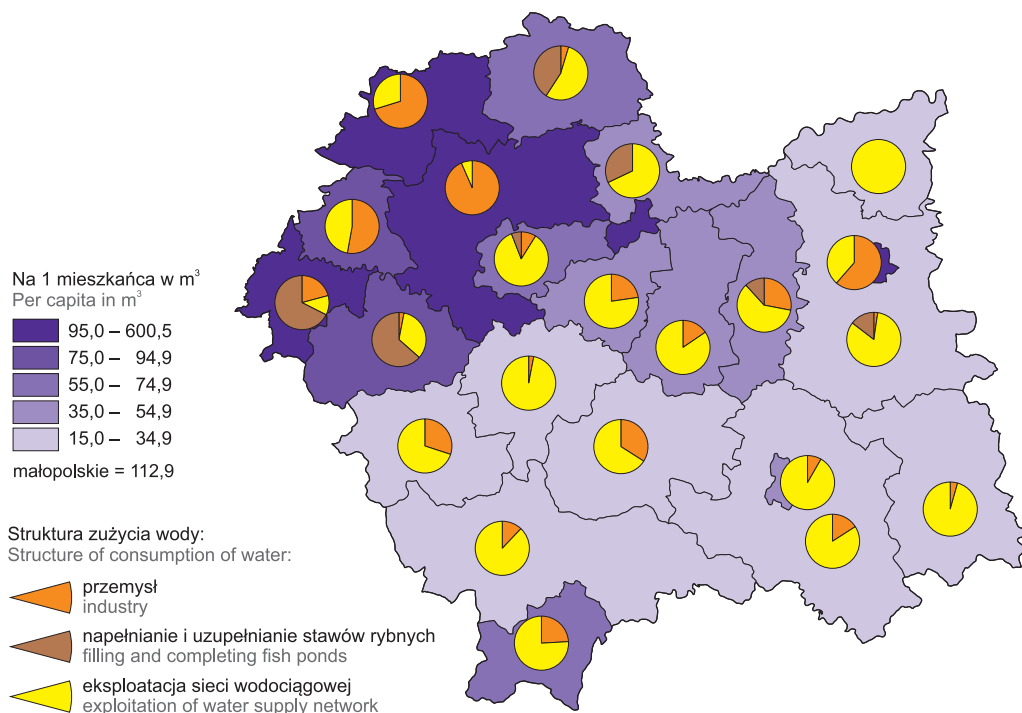 Na 1 mieszkańca w m³
Per capita in m³
95,0 – 600,5
75,0 – 94,9
55,0 – 74,9
35,0 – 54,9
15,0 – 34,9
małopolskie = 112,9
Struktura zużycia wody:
Structure of consumption of water:
przemysł
industry
napełnianie i uzupełnianie stawów rybnych
filling and completing fish ponds
eksploatacja sieci wodociągowej
exploitation of water supply network